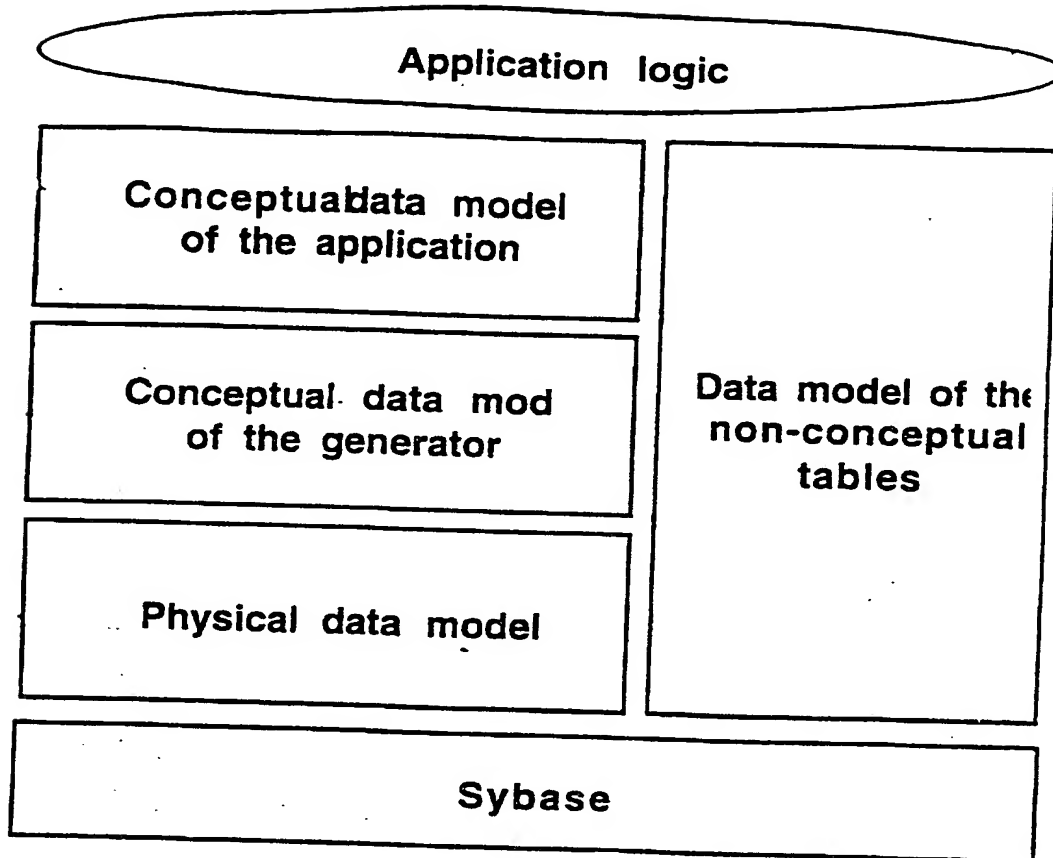 Application logic
Conceptualdata model
of the application
Conceptual data mod
of the generator
Physical data model
Data model of the
non-conceptual
tables
Sybase